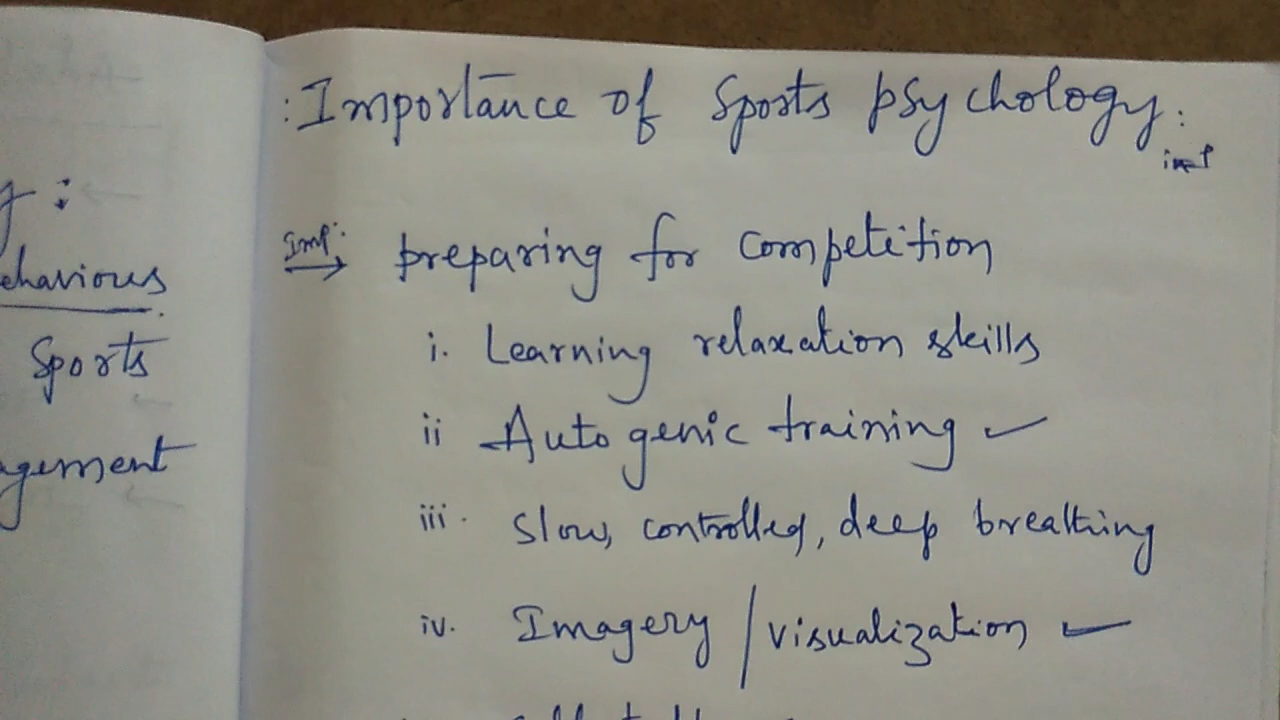 : Importance of Sports psychology :
imp
Imp: preparing for competition
i. Learning relaxation skills
ii Autogenic training
iii. slow, controlled, deep breathing
iv. Imagery / visualization
Sports